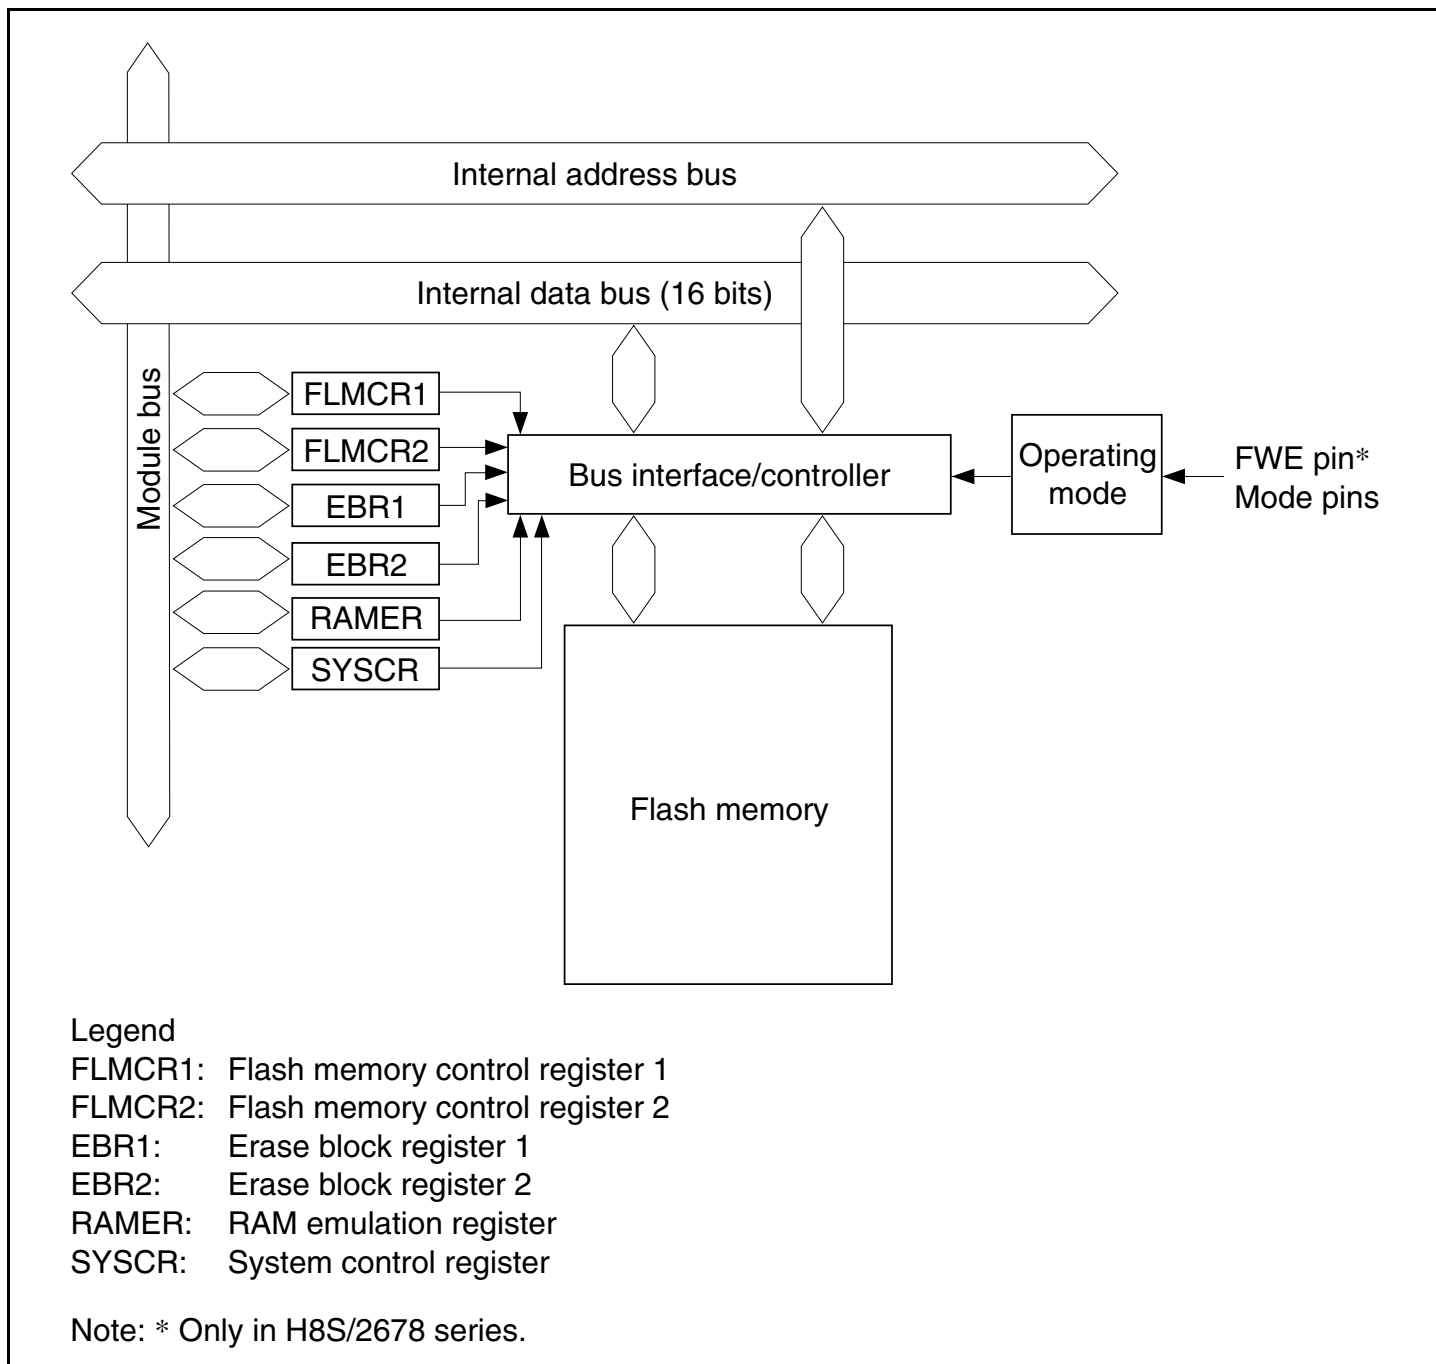 Internal address bus
Internal data bus (16 bits)
Module bus
FLMCR1
FLMCR2
EBR1
EBR2
RAMER
SYSCR
Bus interface/controller
Operating
mode
FWE pin*
Mode pins
Flash memory
Legend
FLMCR1: Flash memory control register 1
FLMCR2: Flash memory control register 2
EBR1: Erase block register 1
EBR2: Erase block register 2
RAMER: RAM emulation register
SYSCR: System control register
Note: * Only in H8S/2678 series.